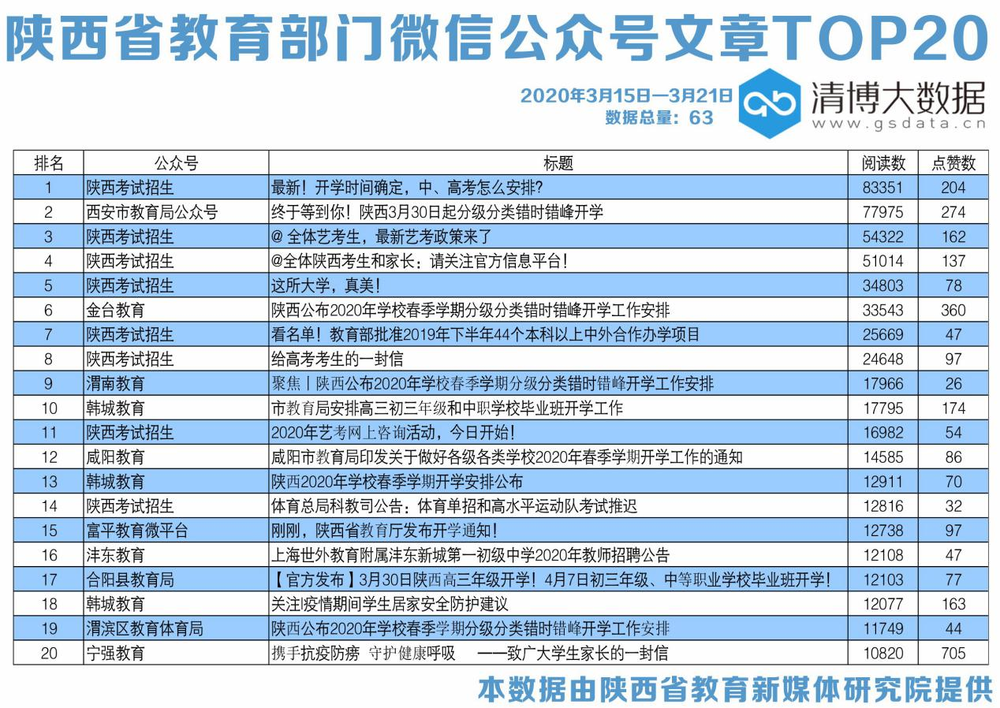 陕西省教育部门微信公众号文章TOP20
2020年3月15日—3月21日
数据总量：63
清博大数据
www.gsdata.cn
排名 公众号 标题 阅读数 点赞数
1 陕西考试招生 最新！开学时间确定，中、高考怎么安排？ 83351 204
2 西安市教育局公众号 终于等到你！陕西3月30日起分级分类错时错峰开学 77975 274
3 陕西考试招生 @ 全体艺考生，最新艺考政策来了 54322 162
4 陕西考试招生 @全体陕西考生和家长：请关注官方信息平台！ 51014 137
5 陕西考试招生 这所大学，真美！ 34803 78
6 金台教育 陕西公布2020年学校春季学期分级分类错时错峰开学工作安排 33543 360
7 陕西考试招生 看名单！教育部批准2019年下半年44个本科以上中外合作办学项目 25669 47
8 陕西考试招生 给高考考生的一封信 24648 97
9 渭南教育 聚焦丨陕西公布2020年学校春季学期分级分类错时错峰开学工作安排 17966 26
10 韩城教育 市教育局安排高三初三年级和中职学校毕业班开学工作 17795 174
11 陕西考试招生 2020年艺考网上咨询活动，今日开始！ 16982 54
12 咸阳教育 咸阳市教育局印发关于做好各级各类学校2020年春季学期开学工作的通知 14585 86
13 韩城教育 陕西2020年学校春季学期开学安排公布 12911 70
14 陕西考试招生 体育总局科教司公告：体育单招和高水平运动队考试推迟 12816 32
15 富平教育微平台 刚刚，陕西省教育厅发布开学通知！ 12738 97
16 沣东教育 上海世外教育附属沣东新城第一初级中学2020年教师招聘公告 12108 47
17 合阳县教育局 【官方发布】3月30日陕西高三年级开学！4月7日初三年级、中等职业学校毕业班开学！ 12103 77
18 韩城教育 关注|疫情期间学生居家安全防护建议 12077 163
19 渭滨区教育体育局 陕西公布2020年学校春季学期分级分类错时错峰开学工作安排 11749 44
20 宁强教育 携手抗疫防痨 守护健康呼吸 ——致广大学生家长的一封信 10820 705
本数据由陕西省教育新媒体研究院提供